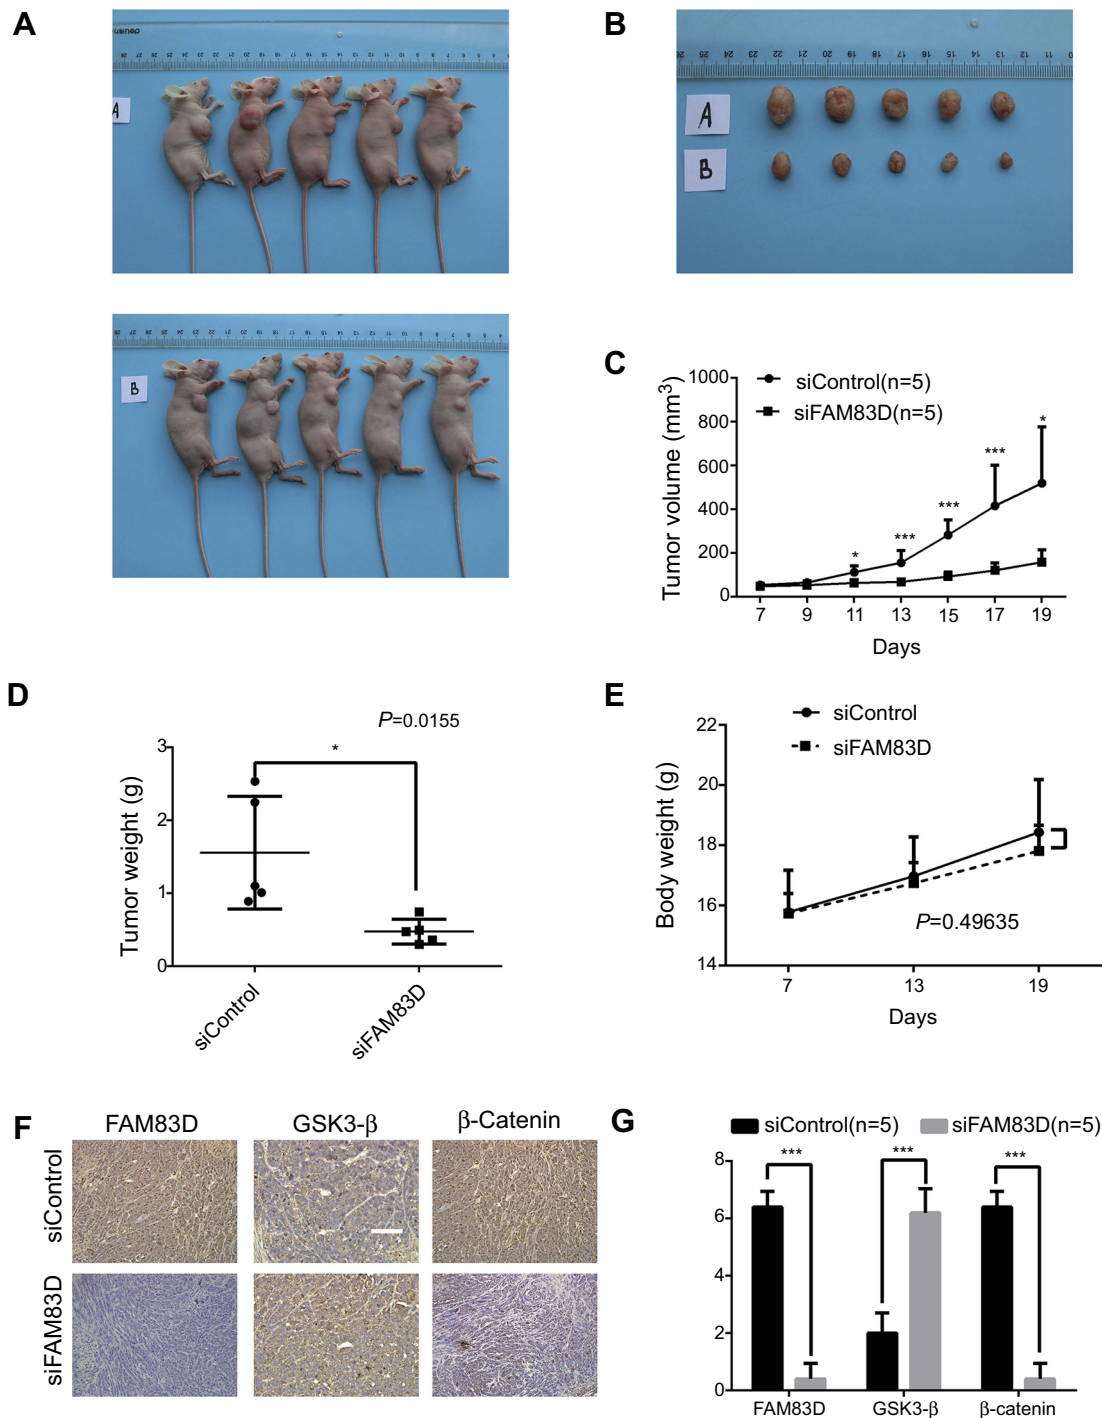 A
B
deli
A
A
B
B
C
1000
800
600
400
200
0
Tumor volume (mm³)
siControl(n=5)
siFAM83D(n=5)
*
***
***
***
*
7 9 11 13 15 17 19
Days
D
P=0.0155
*
3
2
1
0
Tumor weight (g)
siControl
siFAM83D
E
siControl
siFAM83D
22
20
18
16
14
Body weight (g)
P=0.49635
7 13 19
Days
F
FAM83D GSK3-β β-Catenin
siControl
siFAM83D
G
siControl(n=5) siFAM83D(n=5)
*** *** ***
8
6
4
2
0
FAM83D GSK3-β β-catenin